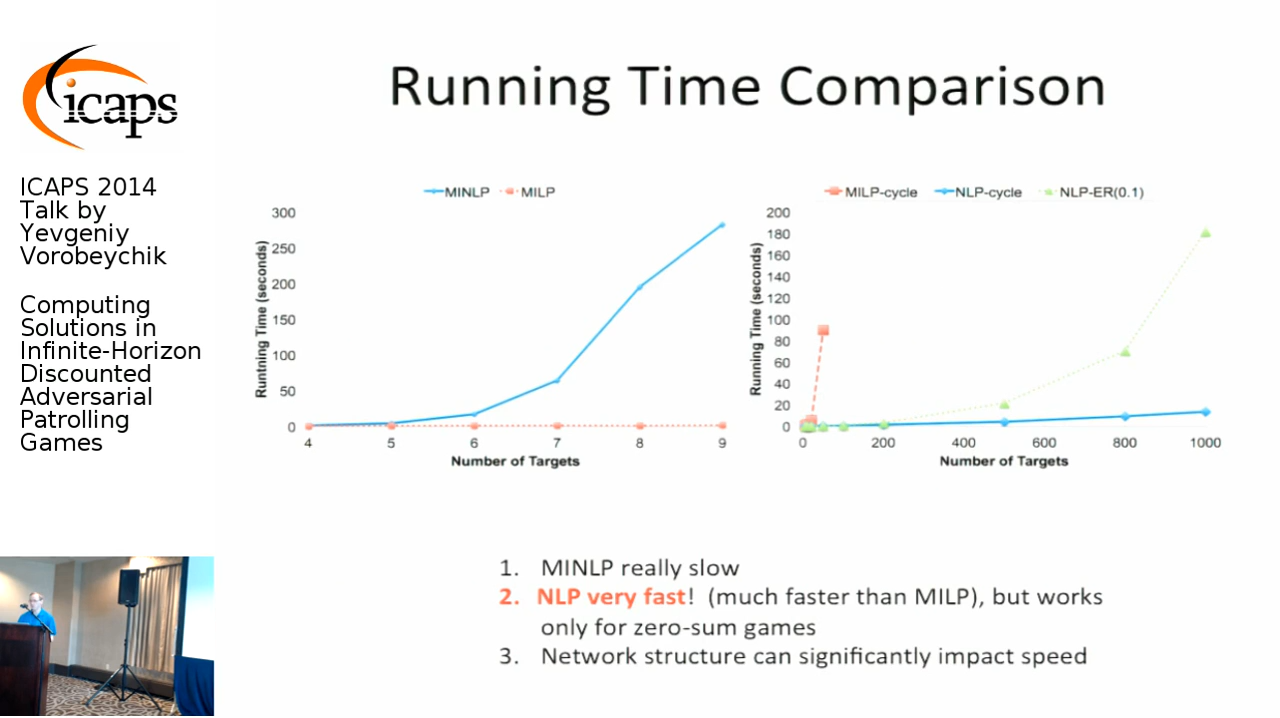 icaps
ICAPS 2014
Talk by
Yevgeniy
Vorobeychik
Computing
Solutions in
Infinite-Horizon
Discounted
Adversarial
Patrolling
Games
Running Time Comparison
MINLP MILP
300
250
200
150
100
50
0
Runtning Time (seconds)
4 5 6 7 8 9
Number of Targets
MILP-cycle NLP-cycle NLP-ER(0.1)
200
180
160
140
120
100
80
60
40
20
0
Running Time (seconds)
0 200 400 600 800 1000
Number of Targets
1. MINLP really slow
2. NLP very fast! (much faster than MILP), but works
only for zero-sum games
3. Network structure can significantly impact speed